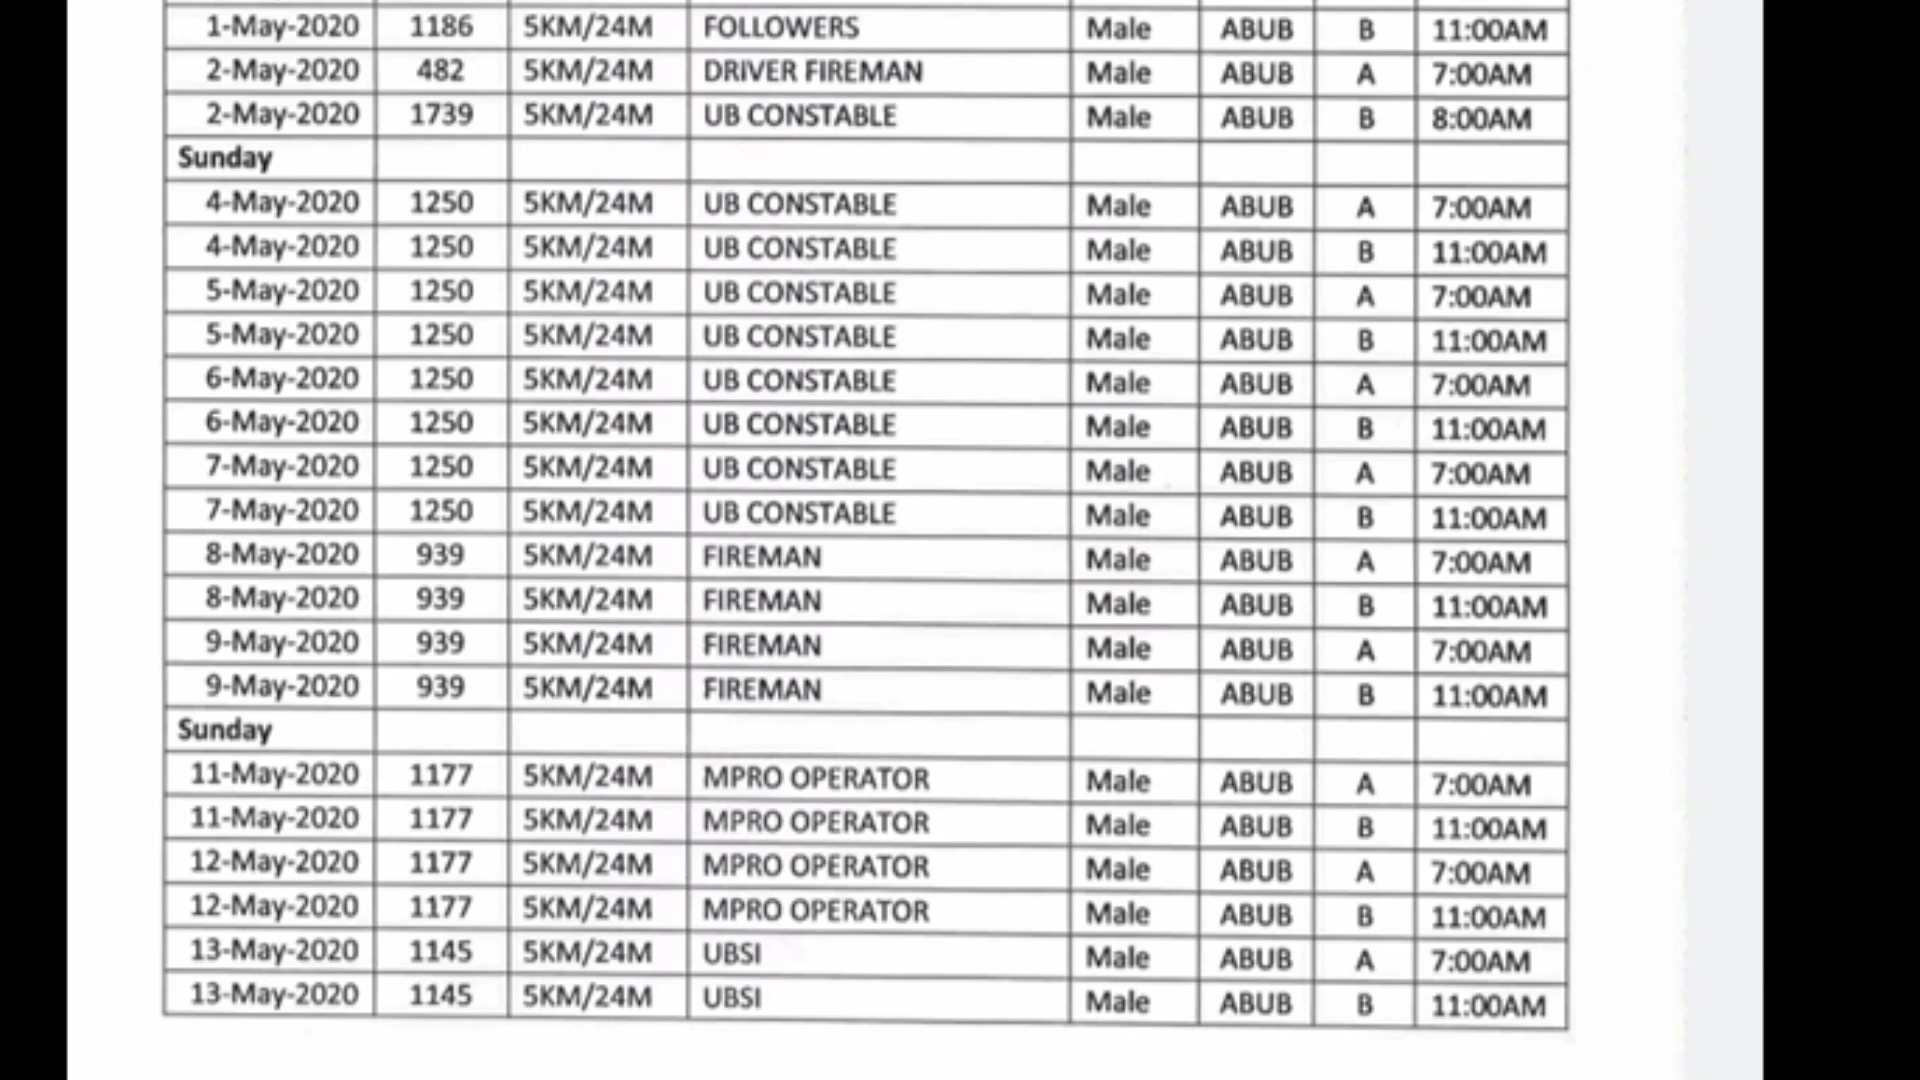 1-May-2020 1186 5KM/24M FOLLOWERS Male ABUB B 11:00AM
2-May-2020 482 5KM/24M DRIVER FIREMAN Male ABUB A 7:00AM
2-May-2020 1739 5KM/24M UB CONSTABLE Male ABUB B 8:00AM
Sunday
4-May-2020 1250 5KM/24M UB CONSTABLE Male ABUB A 7:00AM
4-May-2020 1250 5KM/24M UB CONSTABLE Male ABUB B 11:00AM
5-May-2020 1250 5KM/24M UB CONSTABLE Male ABUB A 7:00AM
5-May-2020 1250 5KM/24M UB CONSTABLE Male ABUB B 11:00AM
6-May-2020 1250 5KM/24M UB CONSTABLE Male ABUB A 7:00AM
6-May-2020 1250 5KM/24M UB CONSTABLE Male ABUB B 11:00AM
7-May-2020 1250 5KM/24M UB CONSTABLE Male ABUB A 7:00AM
7-May-2020 1250 5KM/24M UB CONSTABLE Male ABUB B 11:00AM
8-May-2020 939 5KM/24M FIREMAN Male ABUB A 7:00AM
8-May-2020 939 5KM/24M FIREMAN Male ABUB B 11:00AM
9-May-2020 939 5KM/24M FIREMAN Male ABUB A 7:00AM
9-May-2020 939 5KM/24M FIREMAN Male ABUB B 11:00AM
Sunday
11-May-2020 1177 5KM/24M MPRO OPERATOR Male ABUB A 7:00AM
11-May-2020 1177 5KM/24M MPRO OPERATOR Male ABUB B 11:00AM
12-May-2020 1177 5KM/24M MPRO OPERATOR Male ABUB A 7:00AM
12-May-2020 1177 5KM/24M MPRO OPERATOR Male ABUB B 11:00AM
13-May-2020 1145 5KM/24M UBSI Male ABUB A 7:00AM
13-May-2020 1145 5KM/24M UBSI Male ABUB B 11:00AM